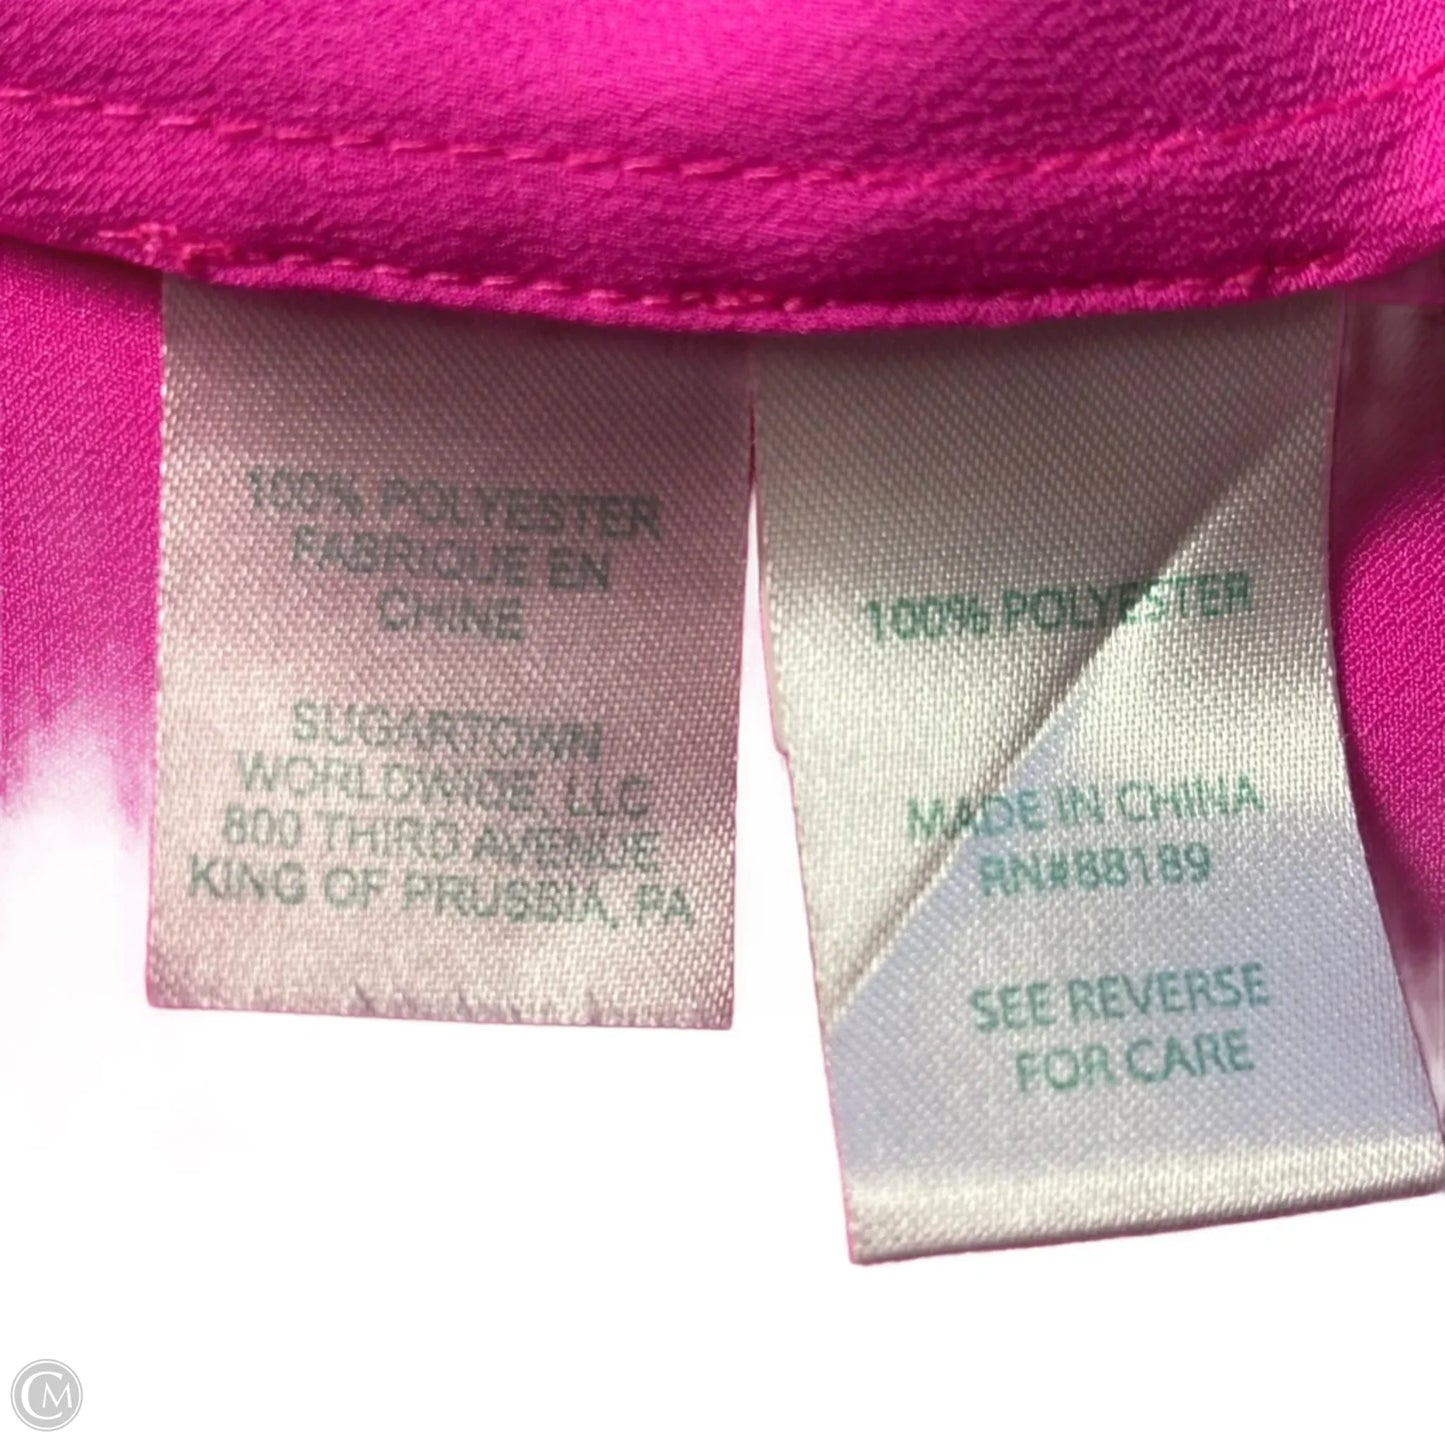 100% POLYESTER
FABRIQUE EN
CHINE
SUGARTOWN
WORLDWIDE, LLC
800 THIRD AVENUE
KING OF PRUSSIA, PA
100% POLYESTER
MADE IN CHINA
RN#88189
SEE REVERSE
FOR CARE
CM